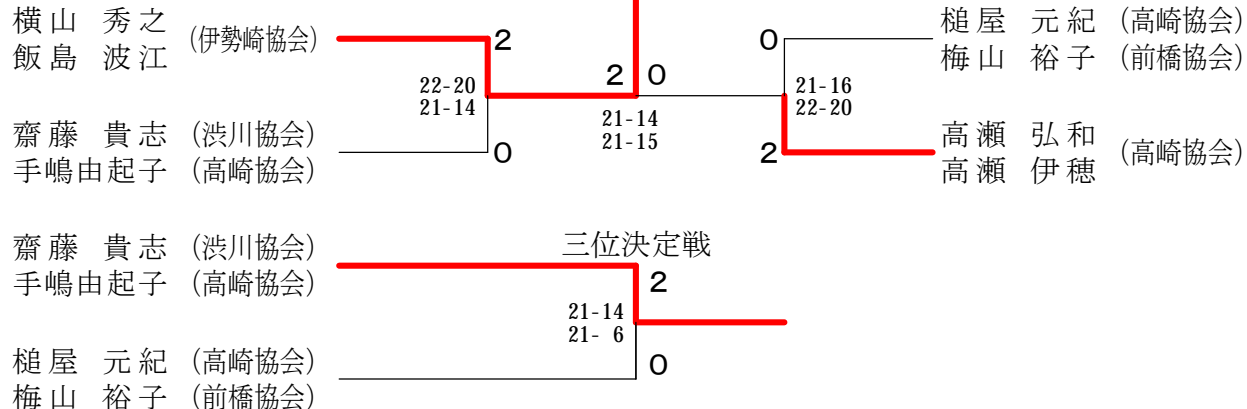 横山 秀之 (伊勢崎協会)
飯島 波江
2
22-20
21-14
齋藤 貴志 (渋川協会)
手嶋由起子 (高崎協会)
0
2 0
21-14
21-15
槌屋 元紀 (高崎協会)
梅山 裕子 (前橋協会)
0
21-16
22-20
高瀬 弘和 (高崎協会)
高瀬 伊穂
2
三位決定戦
齋藤 貴志 (渋川協会)
手嶋由起子 (高崎協会)
2
21-14
21- 6
槌屋 元紀 (高崎協会)
梅山 裕子 (前橋協会)
0